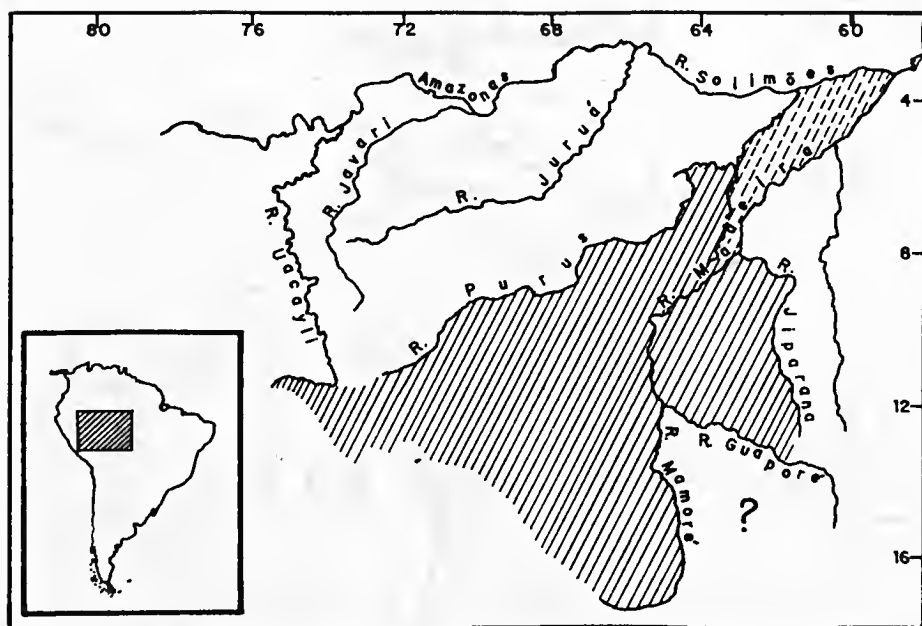 80 76 72 68 64 60
R. Solimões
Amazonas
4
R. Javari
R. Juruá
R. Madeira
R. Uacayli
8
R. Purus
R. Jiparana
12
R. Guaporé
R. Mamoré
?
16